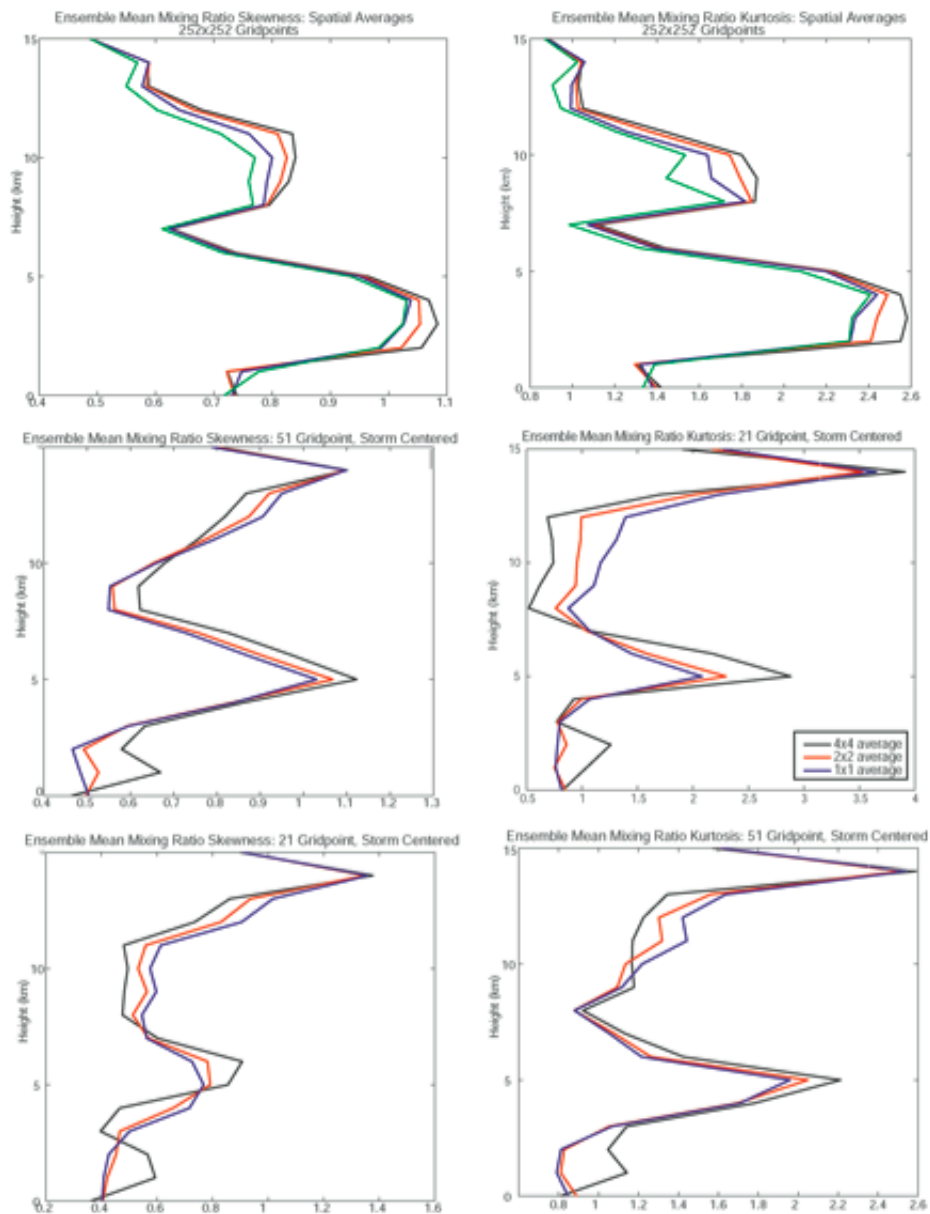 Ensemble Mean Mixing Ratio Skewness: Spatial Averages
252x252 Gridpoints
15
10
5
0
Height (km)
0.4 0.5 0.6 0.7 0.8 0.9 1 1.1
Ensemble Mean Mixing Ratio Kurtosis: Spatial Averages
252x252 Gridpoints
15
10
5
0
Height (km)
0.8 1 1.2 1.4 1.6 1.8 2 2.2 2.4 2.6
Ensemble Mean Mixing Ratio Skewness: 51 Gridpoint, Storm Centered
10
5
0
Height (km)
0.4 0.5 0.6 0.7 0.8 0.9 1 1.1 1.2 1.3
Ensemble Mean Mixing Ratio Kurtosis: 21 Gridpoint, Storm Centered
15
10
5
0
Height (km)
4x4 average
2x2 average
1x1 average
0.5 1 1.5 2 2.5 3 3.5 4
Ensemble Mean Mixing Ratio Skewness: 21 Gridpoint, Storm Centered
10
5
0
Height (km)
0.2 0.4 0.6 0.8 1 1.2 1.4 1.6
Ensemble Mean Mixing Ratio Kurtosis: 51 Gridpoint, Storm Centered
15
10
5
0
Height (km)
0.8 1 1.2 1.4 1.6 1.8 2 2.2 2.4 2.6